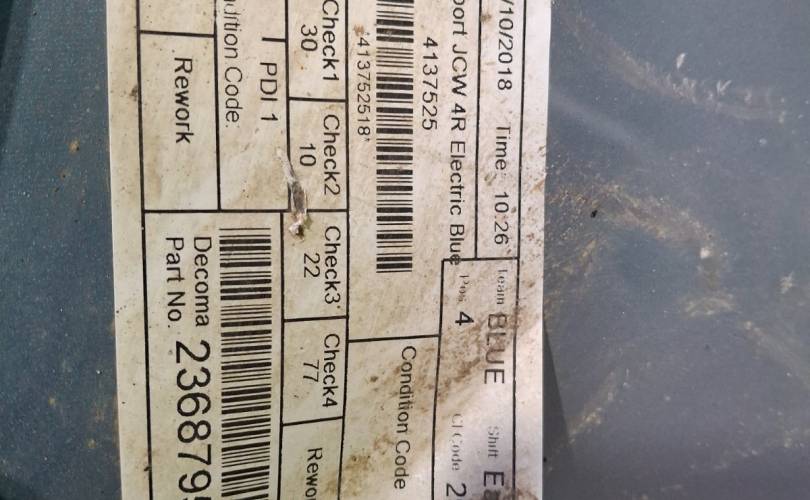 /10/2018 Time: 10:26 Team BLUE Shift
port JCW 4R Electric Blue Pos 4 Cl Code 2
4137525
*413752518*
Condition Code
Check1 Check2 Check3 Check4
30 10 22 77
PDI 1
dition Code:
Rework
Decoma
Part No. 236879